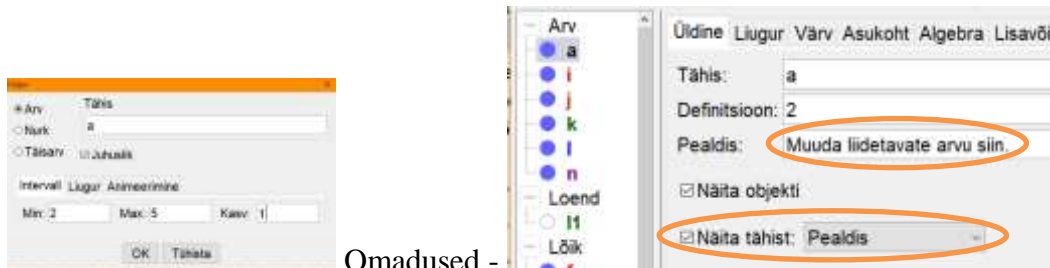 Arv
Tähis
a
Nurk
Täisarv
Juhuslik
Intervall Liugur Animeerimine
Min: 2 Max: 5 Kasv: 1
OK Tühista
Omadused -
Arv
a
i
j
k
l
n
Loend
l1
Lõik
f
Üldine Liugur Värv Asukoht Algebra Lisavõi
Tähis: a
Definitsioon: 2
Pealdis: Muuda liidetavate arvu siin.
Näita objekti
Näita tähist: Pealdis